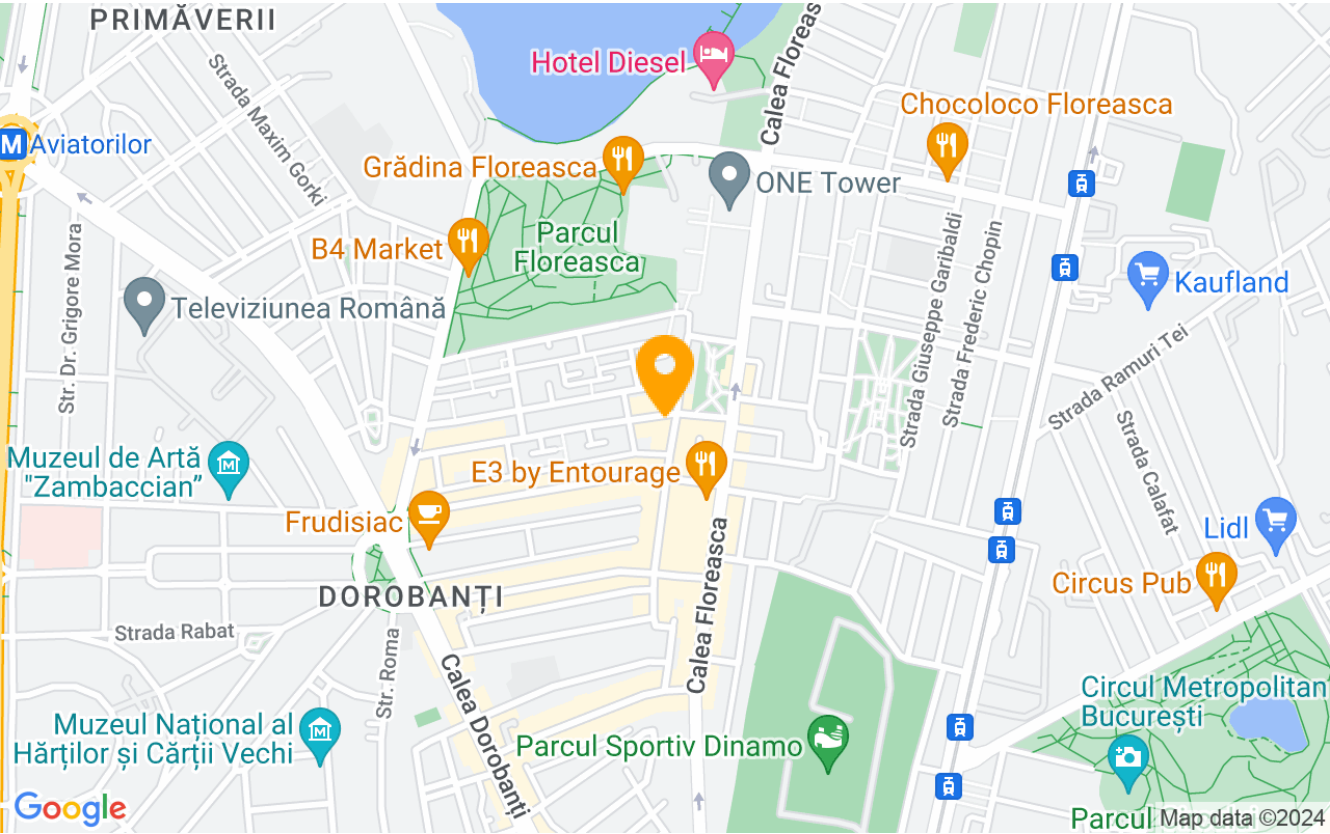 PRIMĂVERII
Hotel Diesel
Calea Floreas
Strada Maxim Gorki
Chocoloco Floreasca
M Aviatorilor
Grădina Floreasca
ONE Tower
B4 Market
Parcul
Floreasca
Str. Dr. Grigore Mora
Televiziunea Română
Strada Giuseppe Garibaldi
Strada Frederic Chopin
Kaufland
Strada Ramuri Tei
Strada Calafat
Muzeul de Artă
"Zambaccian”
E3 by Entourage
Frudisiac
Lidl
Calea Floreasca
Circus Pub
DOROBANȚI
Strada Rabat
Str. Roma
Calea Dorobanți
Circul Metropolitan
București
Muzeul Național al
Hărților și Cărții Vechi
Parcul Sportiv Dinamo
Google
Parcul
Map data ©2024